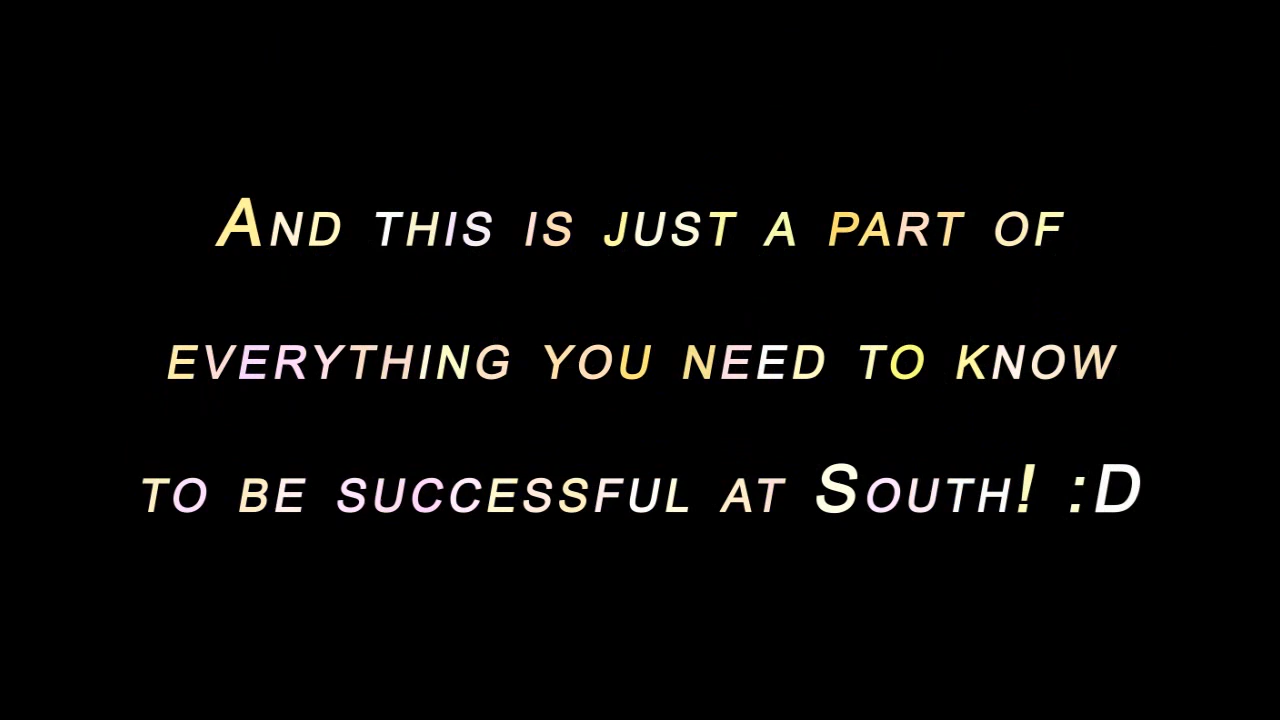 And this is just a part of
everything you need to know
to be successful at South! :D